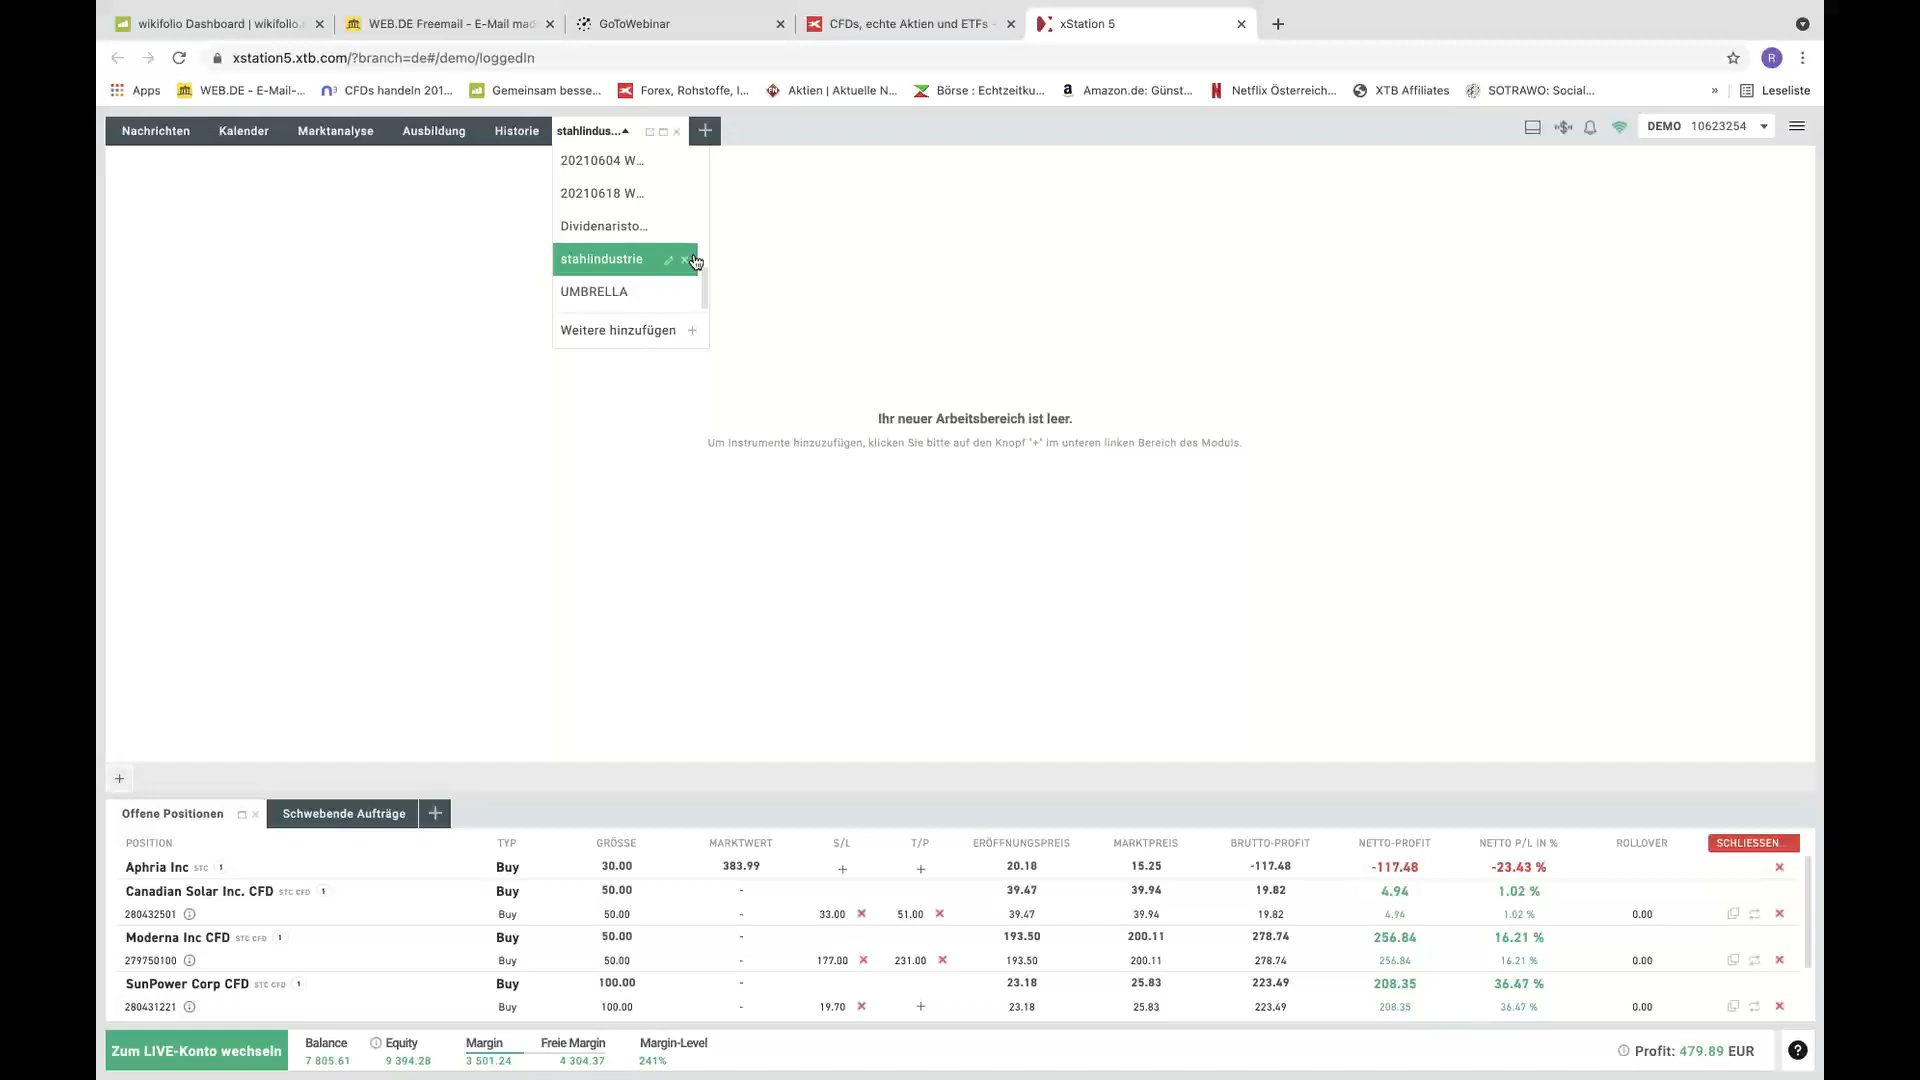 wikifolio Dashboard | wikifolio.
WEB.DE Freemail - E-Mail mad
GoToWebinar
CFDs, echte Aktien und ETFs -
xStation 5
xstation5.xtb.com/?branch=de#/demo/loggedIn
R
Apps
WEB.DE - E-Mail-...
CFDs handeln 201...
Gemeinsam besse...
Forex, Rohstoffe, I...
Aktien | Aktuelle N...
Börse : Echtzeitku...
Amazon.de: Günst...
Netflix Österreich...
XTB Affiliates
SOTRAWO: Social...
»
Leseliste
Nachrichten
Kalender
Marktanalyse
Ausbildung
Historie
stahlindus...
DEMO 10623254
20210604 W...
20210618 W...
Dividenaristo...
stahlindustrie
UMBRELLA
Weitere hinzufügen +
Ihr neuer Arbeitsbereich ist leer.
Um Instrumente hinzuzufügen, klicken Sie bitte auf den Knopf '+' im unteren linken Bereich des Moduls.
Offene Positionen
Schwebende Aufträge
POSITION TYP GRÖSSE MARKTWERT S/L T/P ERÖFFNUNGSPREIS MARKTPREIS BRUTTO-PROFIT NETTO-PROFIT NETTO P/L IN % ROLLOVER SCHLIESSEN...
Aphria Inc STC 1 Buy 30.00 383.99 + + 20.18 15.25 -117.48 -117.48 -23.43 %
Canadian Solar Inc. CFD STC CFD 1 Buy 50.00 - 39.47 39.94 19.82 4.94 1.02 %
280432501 Buy 50.00 - 33.00 51.00 39.47 39.94 19.82 4.94 1.02 % 0.00
Moderna Inc CFD STC CFD 1 Buy 50.00 - 193.50 200.11 278.74 256.84 16.21 %
279750100 Buy 50.00 - 177.00 231.00 193.50 200.11 278.74 256.84 16.21 % 0.00
SunPower Corp CFD STC CFD 1 Buy 100.00 - 23.18 25.83 223.49 208.35 36.47 %
280431221 Buy 100.00 - 19.70 + 23.18 25.83 223.49 208.35 36.47 % 0.00
Zum LIVE-Konto wechseln
Balance Equity Margin Freie Margin Margin-Level
7 805.61 9 394.28 3 501.24 4 304.37 241%
Profit: 479.89 EUR
?